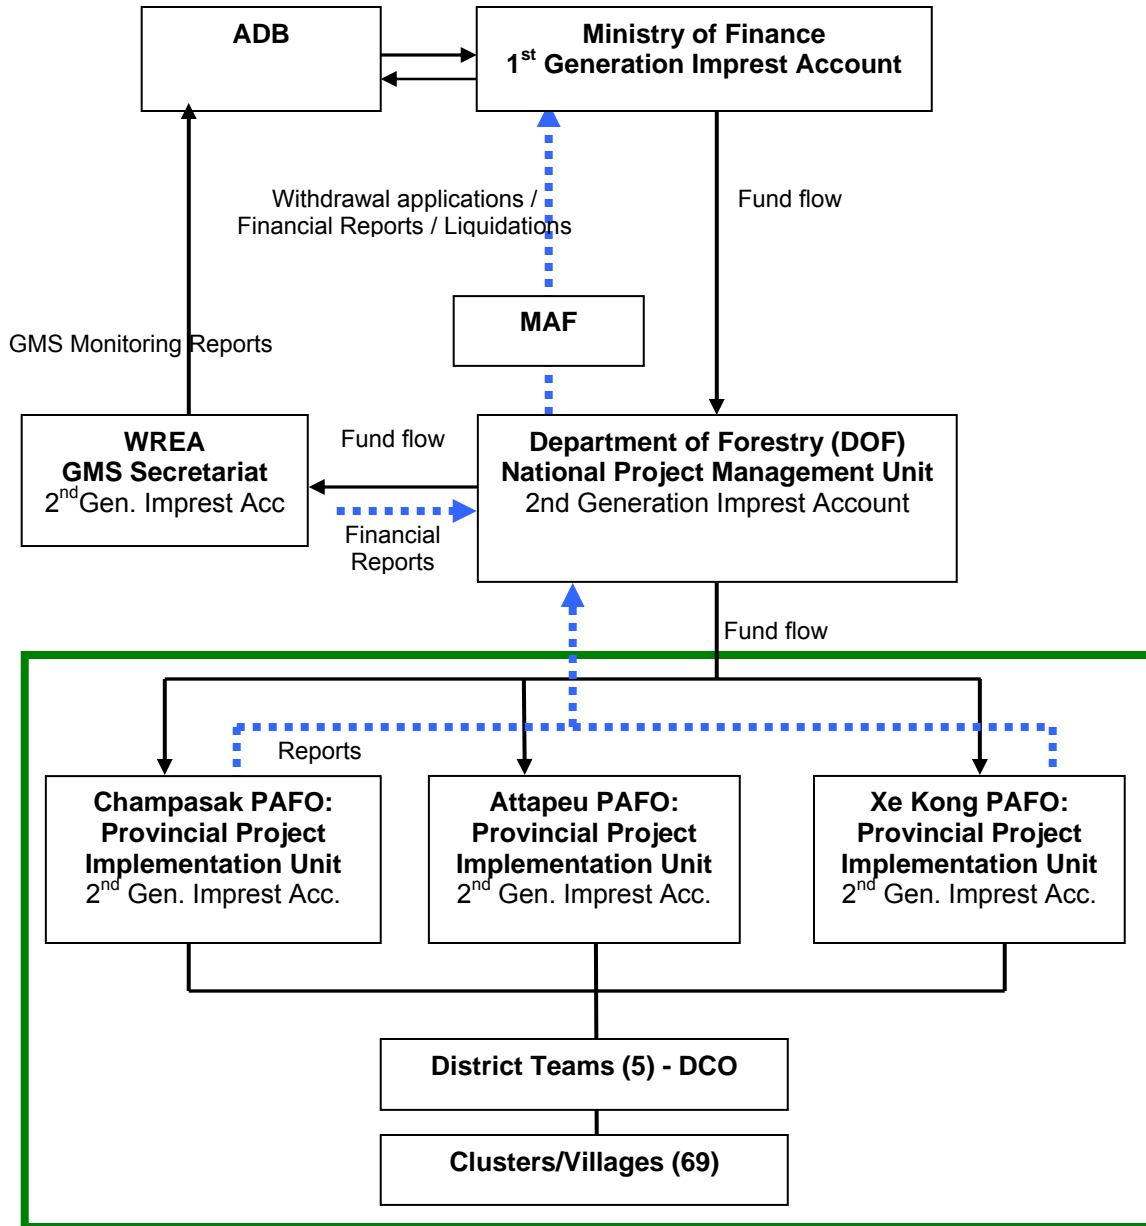 ADB
Ministry of Finance
1st Generation Imprest Account
Withdrawal applications /
Financial Reports / Liquidations
Fund flow
MAF
GMS Monitoring Reports
WREA
GMS Secretariat
2nd Gen. Imprest Acc
Fund flow
Financial
Reports
Department of Forestry (DOF)
National Project Management Unit
2nd Generation Imprest Account
Fund flow
Reports
Champasak PAFO:
Provincial Project
Implementation Unit
2nd Gen. Imprest Acc.
Attapeu PAFO:
Provincial Project
Implementation Unit
2nd Gen. Imprest Acc.
Xe Kong PAFO:
Provincial Project
Implementation Unit
2nd Gen. Imprest Acc.
District Teams (5) - DCO
Clusters/Villages (69)